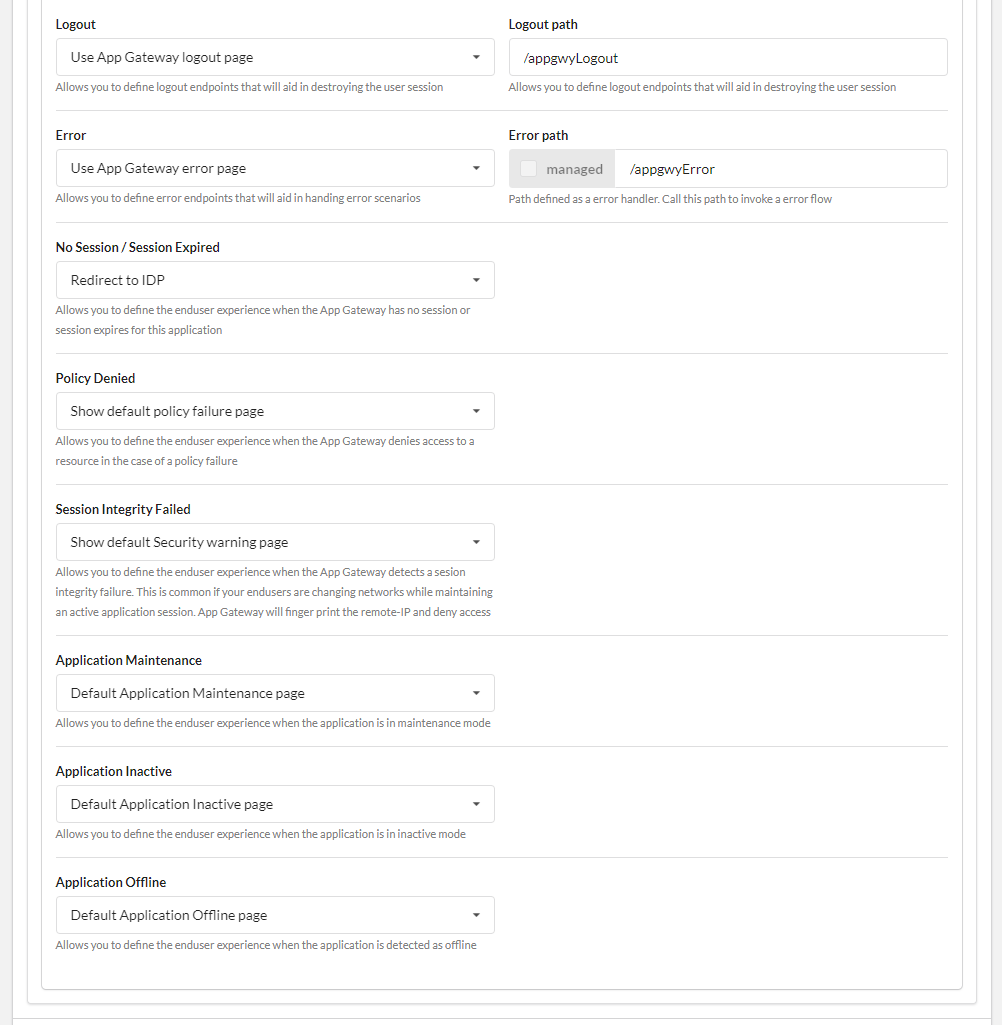 Logout
Logout path
Use App Gateway logout page
/appgwyLogout
Allows you to define logout endpoints that will aid in destroying the user session
Allows you to define logout endpoints that will aid in destroying the user session
Error
Error path
Use App Gateway error page
managed
/appgwyError
Allows you to define error endpoints that will aid in handing error scenarios
Path defined as a error handler. Call this path to invoke a error flow
No Session / Session Expired
Redirect to IDP
Allows you to define the enduser experience when the App Gateway has no session or
session expires for this application
Policy Denied
Show default policy failure page
Allows you to define the enduser experience when the App Gateway denies access to a
resource in the case of a policy failure
Session Integrity Failed
Show default Security warning page
Allows you to define the enduser experience when the App Gateway detects a sesion
integrity failure. This is common if your endusers are changing networks while maintaining
an active application session. App Gateway will finger print the remote-IP and deny access
Application Maintenance
Default Application Maintenance page
Allows you to define the enduser experience when the application is in maintenance mode
Application Inactive
Default Application Inactive page
Allows you to define the enduser experience when the application is in inactive mode
Application Offline
Default Application Offline page
Allows you to define the enduser experience when the application is detected as offline